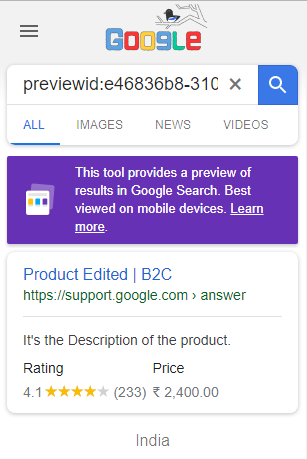 Google
previewid:e46836b8-310
ALL IMAGES NEWS VIDEOS
This tool provides a preview of
results in Google Search. Best
viewed on mobile devices. Learn
more.
Product Edited | B2C
https://support.google.com › answer
It's the Description of the product.
Rating Price
4.1 (233) ₹ 2,400.00
India